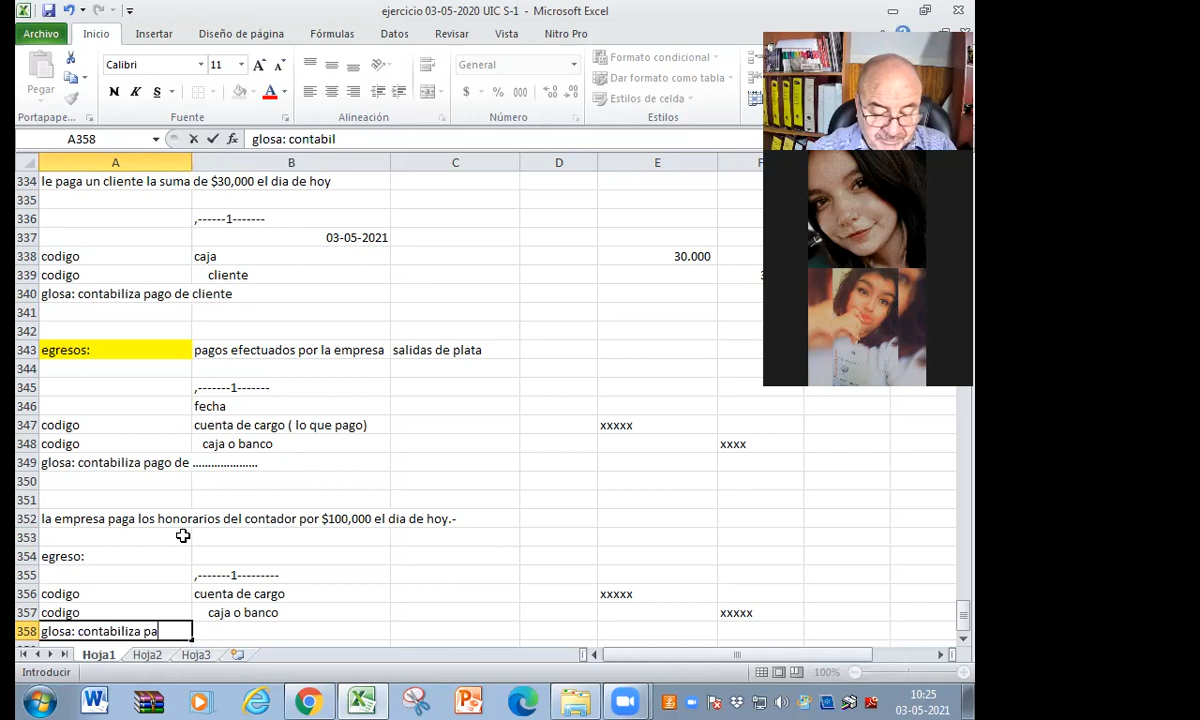 ejercicio 03-05-2020 UIC S-1 - Microsoft Excel
Archivo Inicio Insertar Diseño de página Fórmulas Datos Revisar Vista Nitro Pro
Pegar
Calibri 11 A A
N K S A
General
$ % 000
Formato condicional
Dar formato como tabla
Estilos de celda
Portapape... Fuente Alineación Número Estilos
A358 fx glosa: contabil
A B C D E F
334 le paga un cliente la suma de $30,000 el dia de hoy
335
336 ,------1-------
337 03-05-2021
338 codigo caja 30.000
339 codigo cliente
340 glosa: contabiliza pago de cliente
341
342
343 egresos: pagos efectuados por la empresa salidas de plata
344
345 ,-------1-------
346 fecha
347 codigo cuenta de cargo ( lo que pago) xxxxx
348 codigo caja o banco xxxx
349 glosa: contabiliza pago de .....................
350
351
352 la empresa paga los honorarios del contador por $100,000 el dia de hoy.-
353
354 egreso:
355 ,-------1---------
356 codigo cuenta de cargo xxxxx
357 codigo caja o banco xxxxx
358 glosa: contabiliza pa
Hoja1 Hoja2 Hoja3
Introducir 100%
10:25
03-05-2021